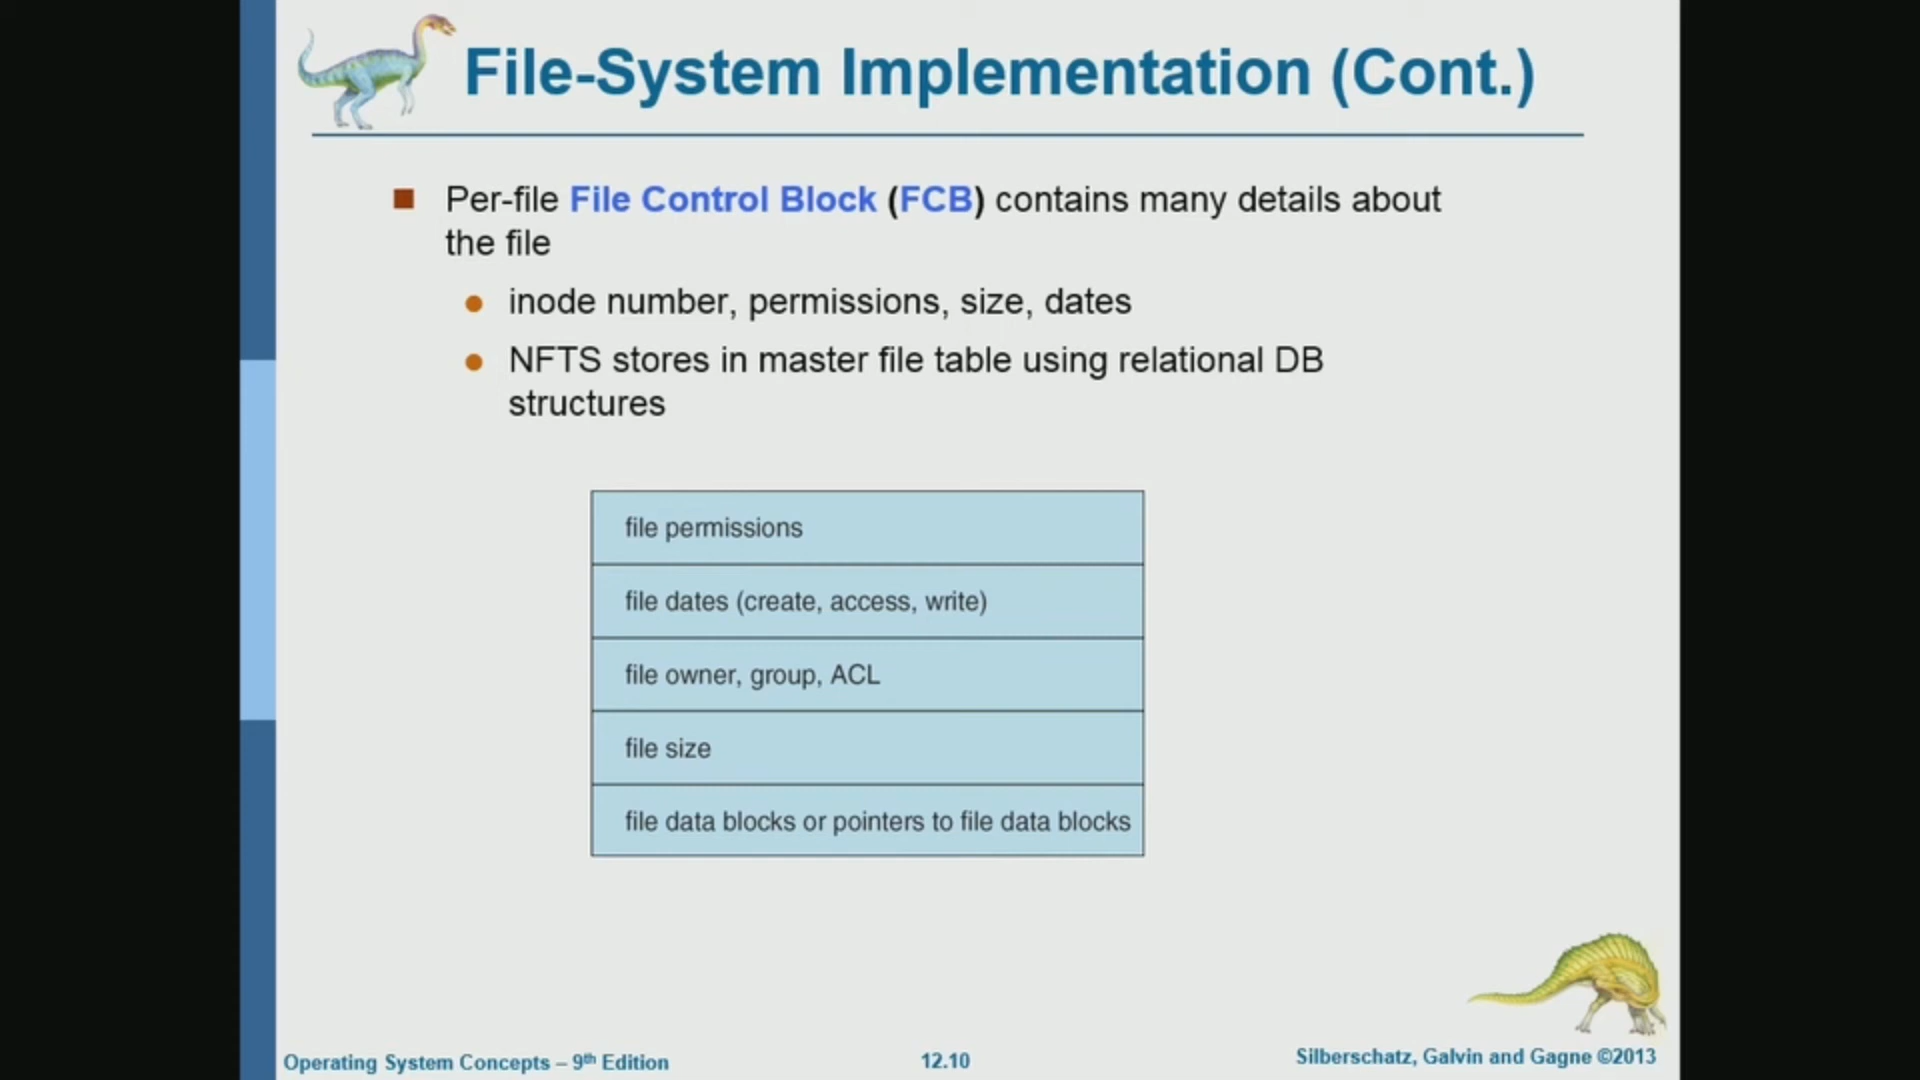 File-System Implementation (Cont.)
Per-file File Control Block (FCB) contains many details about
the file
inode number, permissions, size, dates
NFTS stores in master file table using relational DB
structures
file permissions
file dates (create, access, write)
file owner, group, ACL
file size
file data blocks or pointers to file data blocks
Operating System Concepts – 9th Edition
12.10
Silberschatz, Galvin and Gagne ©2013